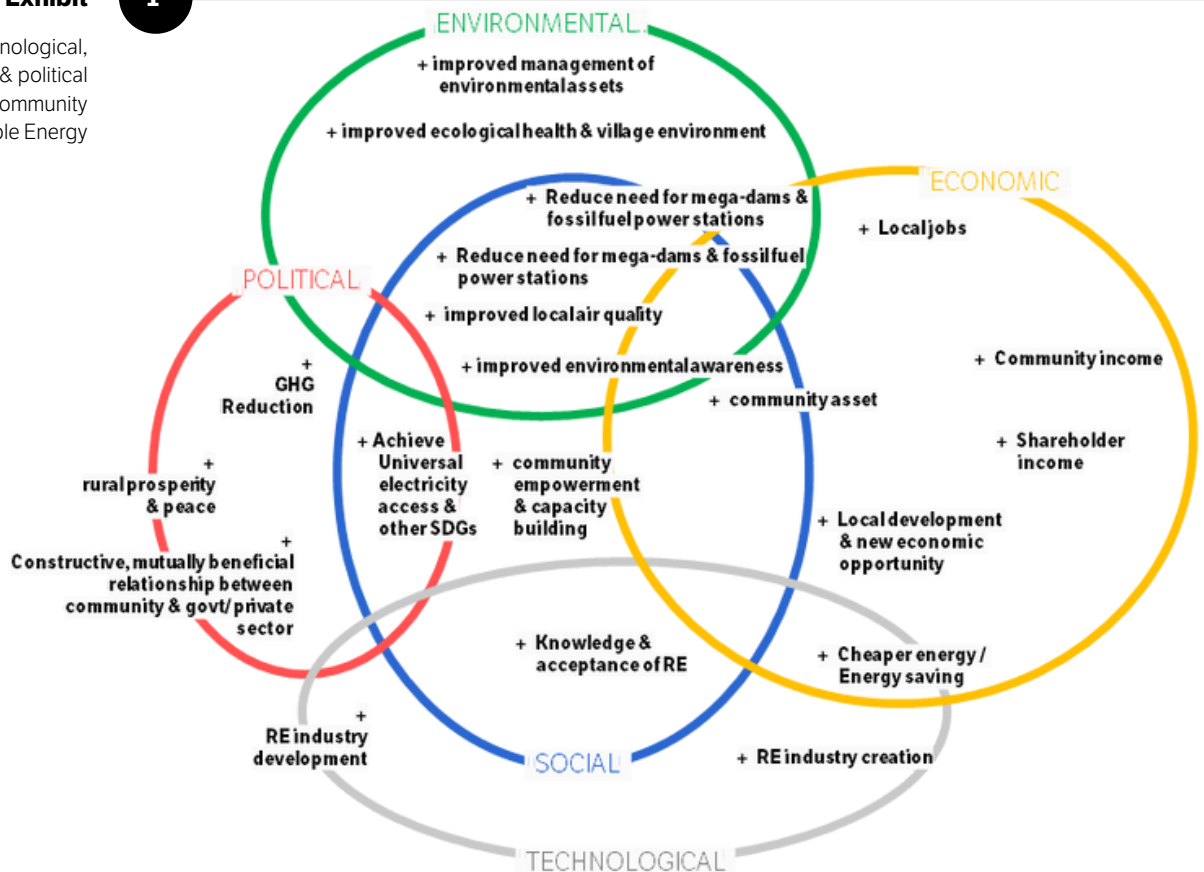 Exhibit
1
nological,
& political
ommunity
ole Energy
ENVIRONMENTAL
+ improved management of
environmental assets
+ improved ecological health & village environment
+ Reduce need for mega-dams &
fossil fuel power stations
ECONOMIC
+ Local jobs
+ Reduce need for mega-dams & fossil fuel
power stations
POLITICAL
+ improved local air quality
+ improved environmental awareness
+ Community income
+
GHG
Reduction
+ community asset
+ Achieve
Universal
electricity
access &
other SDGs
+ community
empowerment
& capacity
building
+ Shareholder
income
+
rural prosperity
& peace
+ Local development
& new economic
opportunity
+
Constructive, mutually beneficial
relationship between
community & govt/ private
sector
+ Knowledge &
acceptance of RE
+ Cheaper energy /
Energy saving
+
RE industry
development
SOCIAL
+ RE industry creation
TECHNOLOGICAL